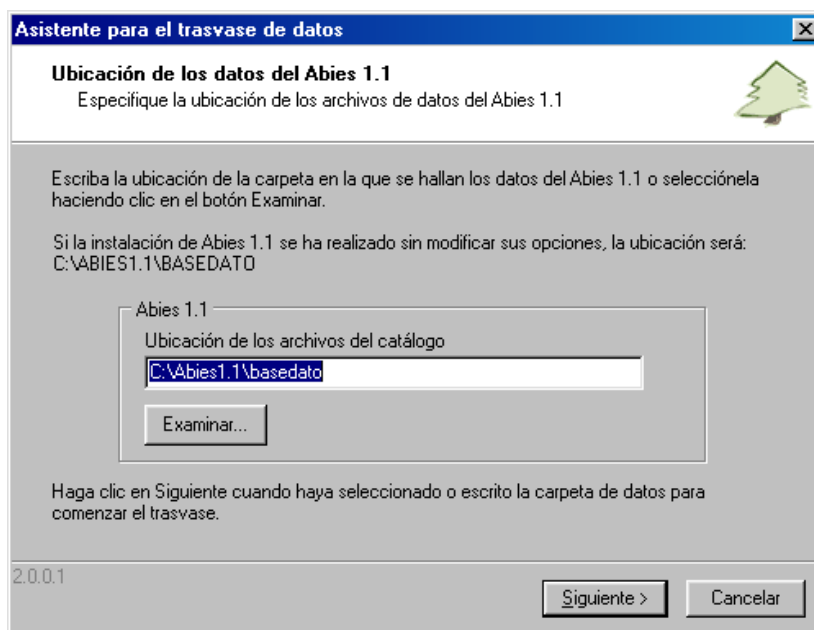 Asistente para el trasvase de datos
Ubicación de los datos del Abies 1.1
Especifique la ubicación de los archivos de datos del Abies 1.1
Escriba la ubicación de la carpeta en la que se hallan los datos del Abies 1.1 o selecciónela
haciendo clic en el botón Examinar.
Si la instalación de Abies 1.1 se ha realizado sin modificar sus opciones, la ubicación será:
C:\ABIES1.1\BASEDATO
Abies 1.1
Ubicación de los archivos del catálogo
C:\Abies1.1\basedato
Examinar...
Haga clic en Siguiente cuando haya seleccionado o escrito la carpeta de datos para
comenzar el trasvase.
2.0.0.1
Siguiente >
Cancelar